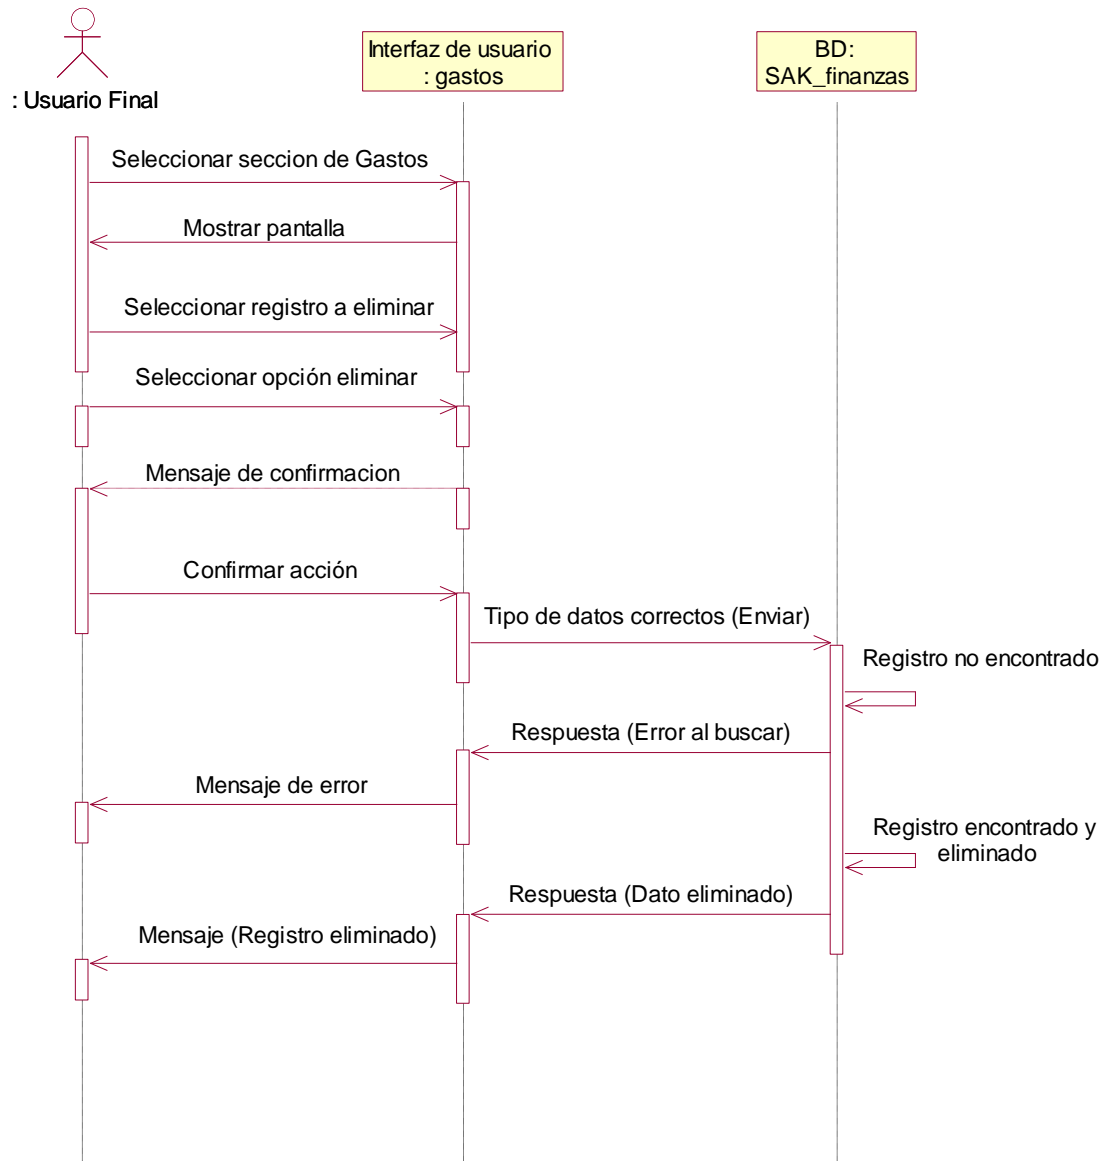 : Usuario Final
Interfaz de usuario
: gastos
BD:
SAK_finanzas
Seleccionar seccion de Gastos
Mostrar pantalla
Seleccionar registro a eliminar
Seleccionar opción eliminar
Mensaje de confirmacion
Confirmar acción
Tipo de datos correctos (Enviar)
Registro no encontrado
Respuesta (Error al buscar)
Mensaje de error
Registro encontrado y
eliminado
Respuesta (Dato eliminado)
Mensaje (Registro eliminado)